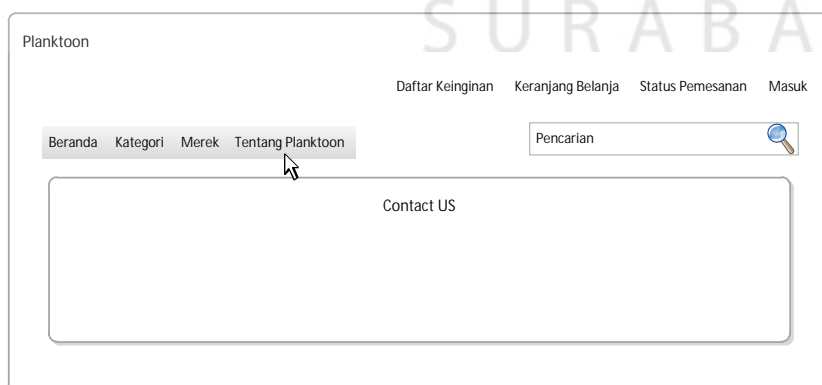 SURABA
Planktoon
Daftar Keinginan Keranjang Belanja Status Pemesanan Masuk
Beranda Kategori Merek Tentang Planktoon
Pencarian
Contact US